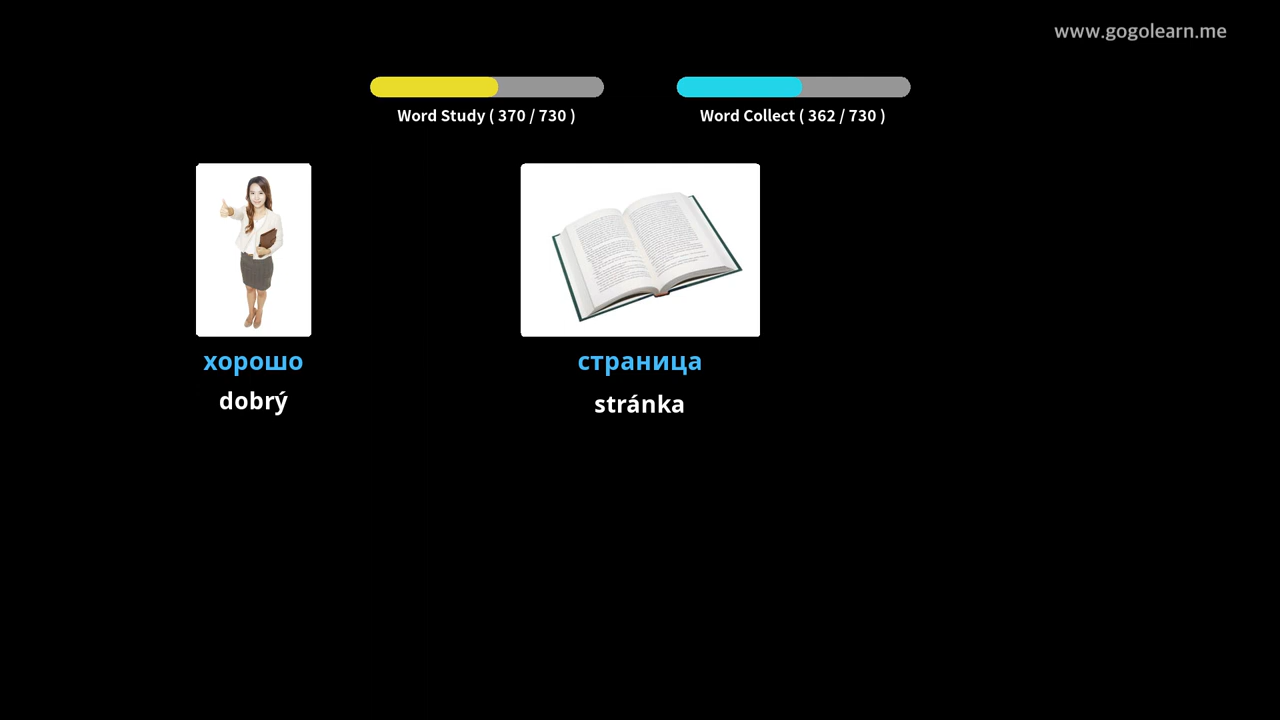 www.gogolearn.me
Word Study ( 370 / 730 )
Word Collect ( 362 / 730 )
хорошо
dobrý
страница
stránka